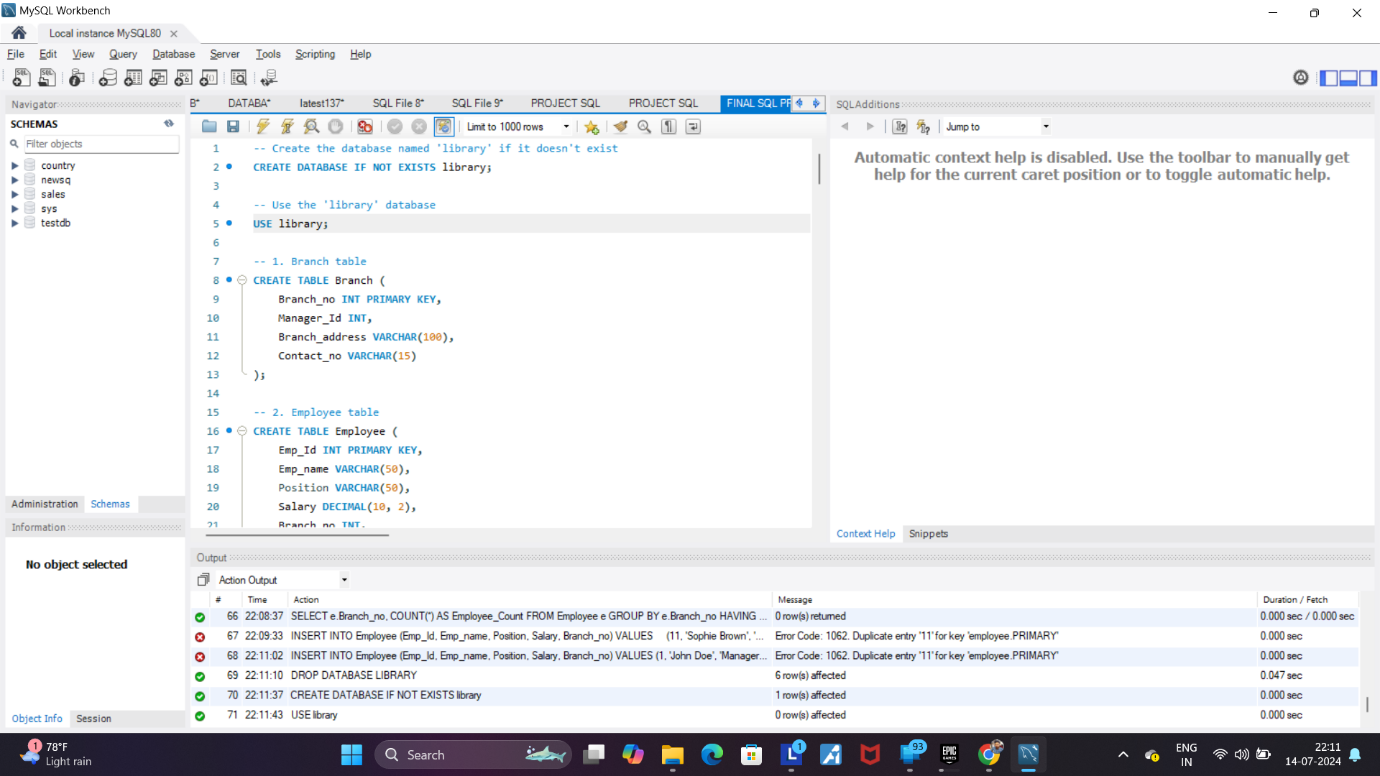 MySQL Workbench
Local instance MySQL80
File Edit View Query Database Server Tools Scripting Help
Navigator
SCHEMAS
Filter objects
country
newsq
sales
sys
testdb
Administration Schemas
Information
No object selected
Object Info Session
B* DATABA* latest137* SQL File 8* SQL File 9* PROJECT SQL PROJECT SQL FINAL SQL PR
Limit to 1000 rows
1 -- Create the database named 'library' if it doesn't exist
2 CREATE DATABASE IF NOT EXISTS library;
3
4 -- Use the 'library' database
5 USE library;
6
7 -- 1. Branch table
8 CREATE TABLE Branch (
9 Branch_no INT PRIMARY KEY,
10 Manager_Id INT,
11 Branch_address VARCHAR(100),
12 Contact_no VARCHAR(15)
13 );
14
15 -- 2. Employee table
16 CREATE TABLE Employee (
17 Emp_Id INT PRIMARY KEY,
18 Emp_name VARCHAR(50),
19 Position VARCHAR(50),
20 Salary DECIMAL(10, 2),
21 Branch_no INT,
SQLAdditions
Jump to
Automatic context help is disabled. Use the toolbar to manually get
help for the current caret position or to toggle automatic help.
Context Help Snippets
Output
Action Output
# Time Action Message Duration / Fetch
66 22:08:37 SELECT e.Branch_no, COUNT(*) AS Employee_Count FROM Employee e GROUP BY e.Branch_no HAVING ... 0 row(s) returned 0.000 sec / 0.000 sec
67 22:09:33 INSERT INTO Employee (Emp_Id, Emp_name, Position, Salary, Branch_no) VALUES (11, 'Sophie Brown', '... Error Code: 1062. Duplicate entry '11' for key 'employee.PRIMARY' 0.000 sec
68 22:11:02 INSERT INTO Employee (Emp_Id, Emp_name, Position, Salary, Branch_no) VALUES (1, 'John Doe', 'Manager... Error Code: 1062. Duplicate entry '11' for key 'employee.PRIMARY' 0.000 sec
69 22:11:10 DROP DATABASE LIBRARY 6 row(s) affected 0.047 sec
70 22:11:37 CREATE DATABASE IF NOT EXISTS library 1 row(s) affected 0.000 sec
71 22:11:43 USE library 0 row(s) affected 0.000 sec
1
78°F
Light rain
Search
1
93
EPIC
GAMES
ENG
IN
22:11
14-07-2024